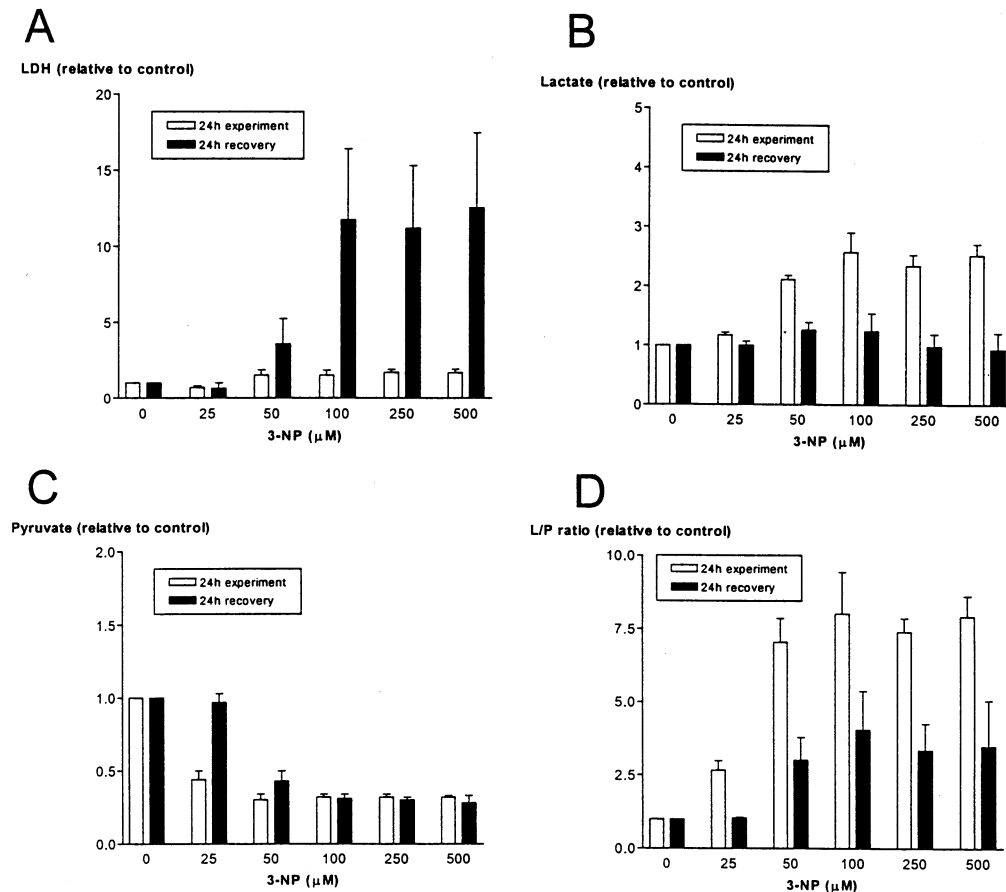 A
LDH (relative to control)
20
15
10
5
0
24h experiment
24h recovery
0 25 50 100 250 500
3-NP (μM)
B
Lactate (relative to control)
5
4
3
2
1
0
24h experiment
24h recovery
0 25 50 100 250 500
3-NP (μM)
C
Pyruvate (relative to control)
2.0
1.5
1.0
0.5
0.0
24h experiment
24h recovery
0 25 50 100 250 500
3-NP (μM)
D
L/P ratio (relative to control)
10.0
7.5
5.0
2.5
0.0
24h experiment
24h recovery
0 25 50 100 250 500
3-NP (μM)